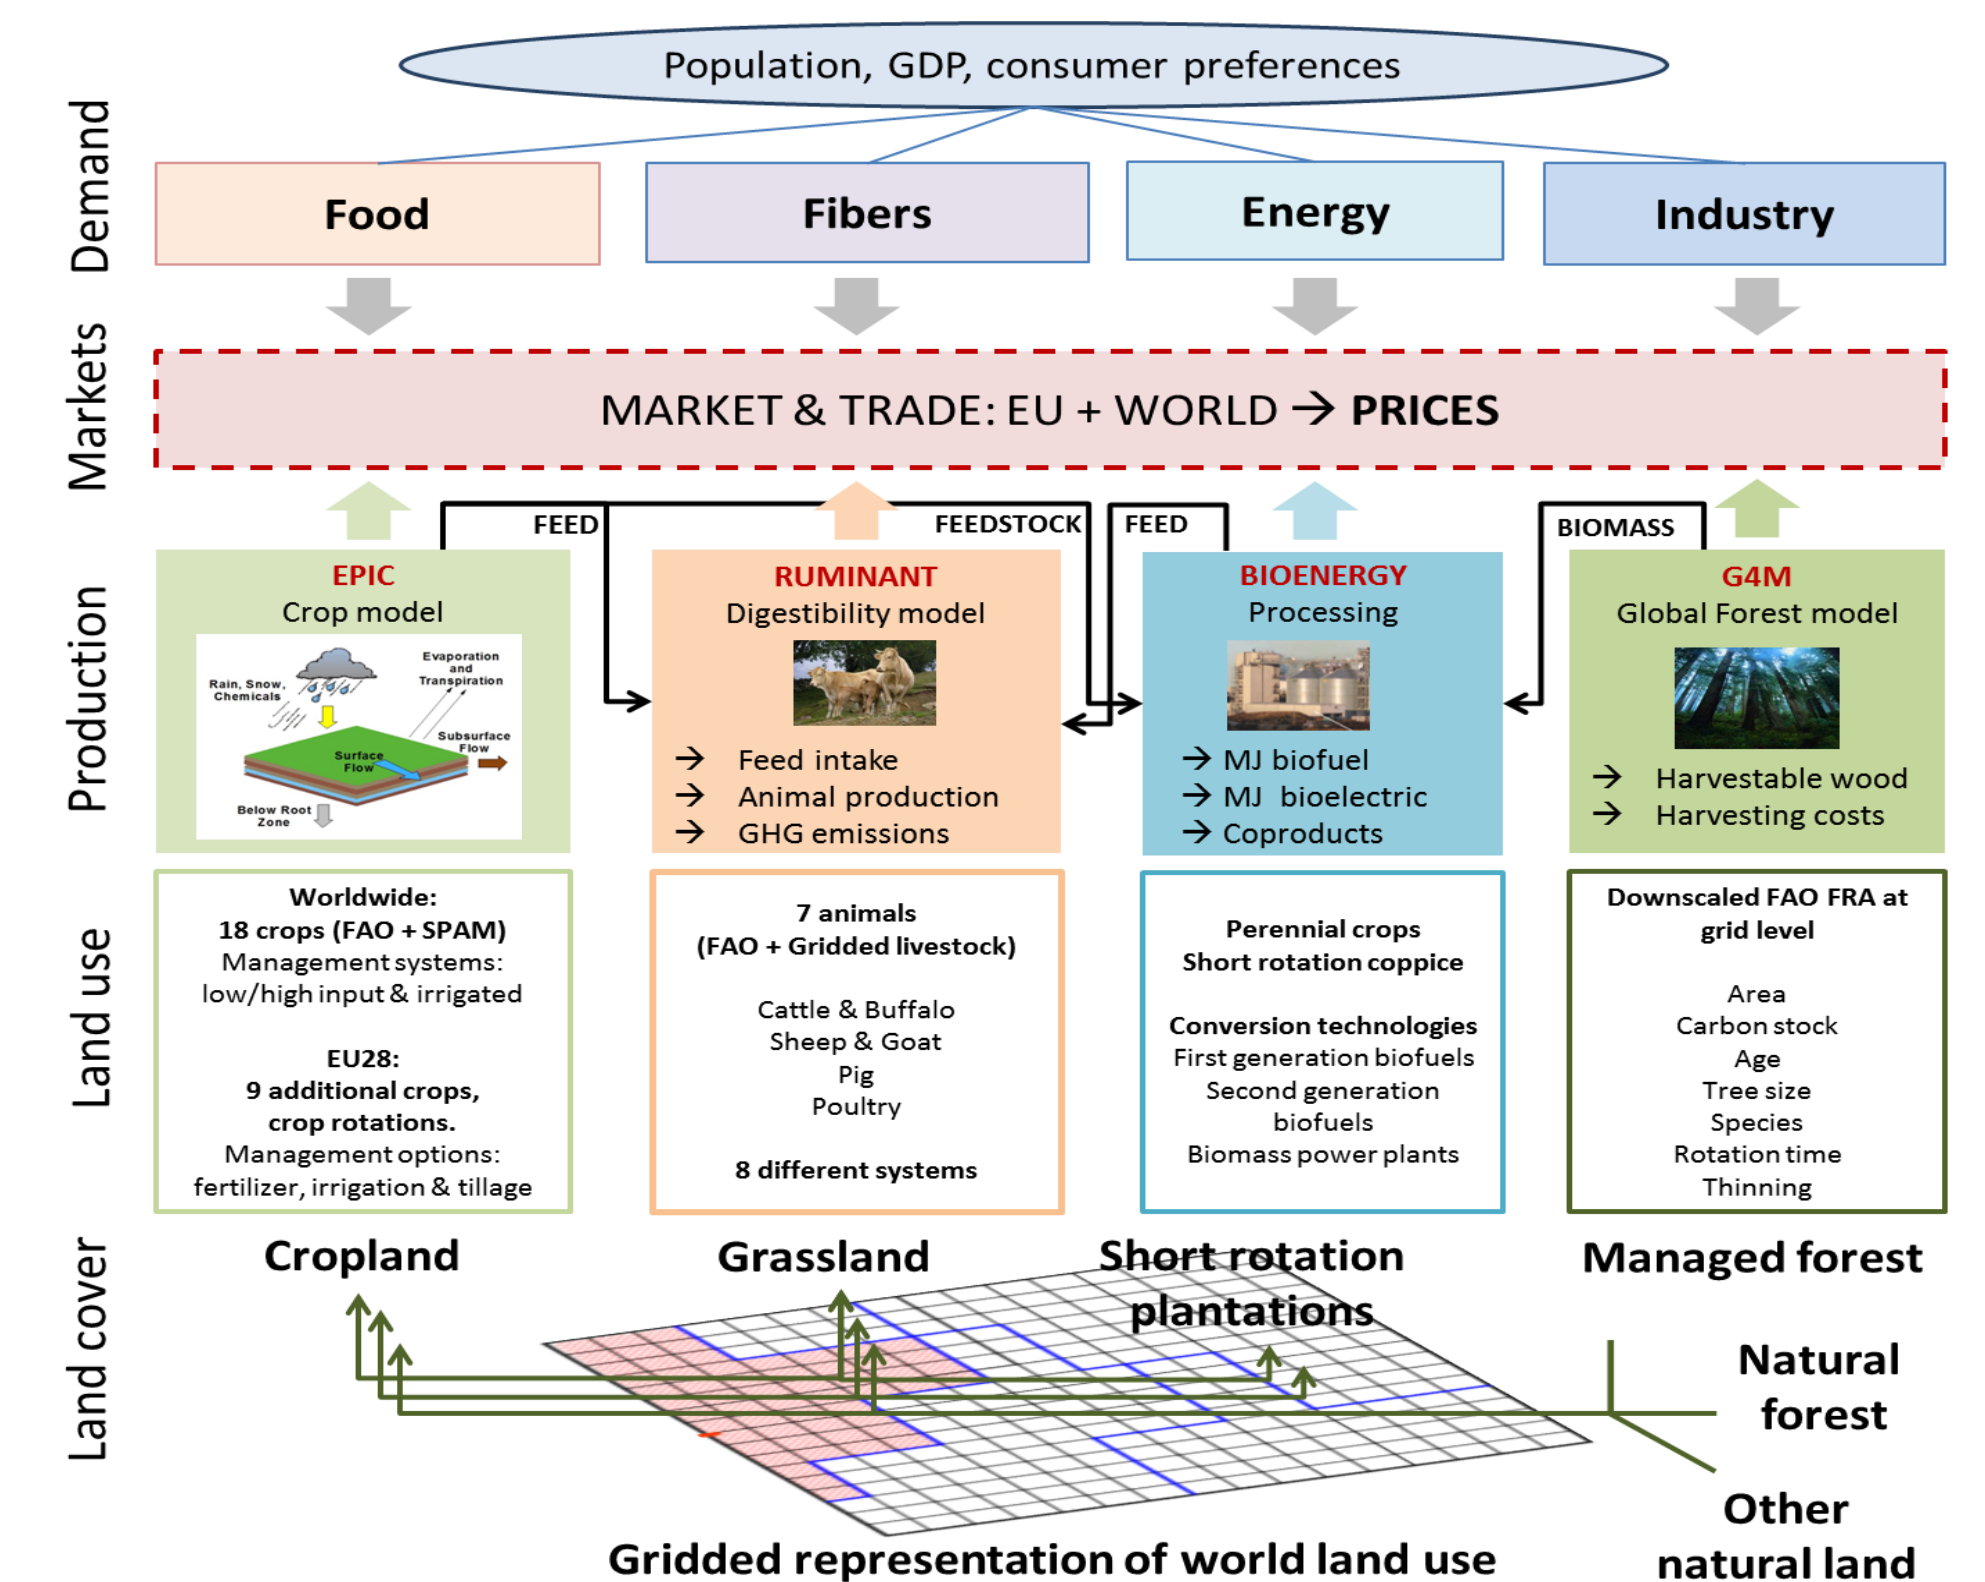 Population, GDP, consumer preferences
Demand
Food
Fibers
Energy
Industry
Markets
MARKET & TRADE: EU + WORLD → PRICES
FEED
FEEDSTOCK
FEED
BIOMASS
Production
EPIC
Crop model
Rain, Snow,
Chemicals
Evaporation
and
Transpiration
Subsurface
Flow
Surface
Flow
Below Root
Zone
RUMINANT
Digestibility model
→ Feed intake
→ Animal production
→ GHG emissions
BIOENERGY
Processing
→ MJ biofuel
→ MJ bioelectric
→ Coproducts
G4M
Global Forest model
→ Harvestable wood
→ Harvesting costs
Land use
Worldwide:
18 crops (FAO + SPAM)
Management systems:
low/high input & irrigated
EU28:
9 additional crops,
crop rotations.
Management options:
fertilizer, irrigation & tillage
7 animals
(FAO + Gridded livestock)
Cattle & Buffalo
Sheep & Goat
Pig
Poultry
8 different systems
Perennial crops
Short rotation coppice
Conversion technologies
First generation biofuels
Second generation
biofuels
Biomass power plants
Downscaled FAO FRA at
grid level
Area
Carbon stock
Age
Tree size
Species
Rotation time
Thinning
Land cover
Cropland
Grassland
Short rotation
plantations
Managed forest
Natural
forest
Other
natural land
Gridded representation of world land use